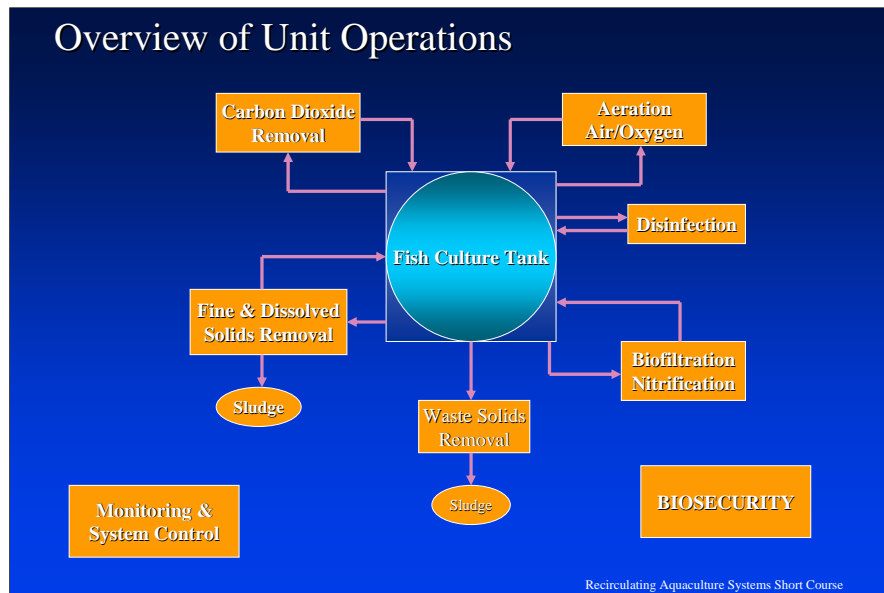 Overview of Unit Operations
Carbon Dioxide
Removal
Aeration
Air/Oxygen
Disinfection
Fish Culture Tank
Fine & Dissolved
Solids Removal
Biofiltration
Nitrification
Sludge
Waste Solids
Removal
Sludge
Monitoring &
System Control
BIOSECURITY
Recirculating Aquaculture Systems Short Course